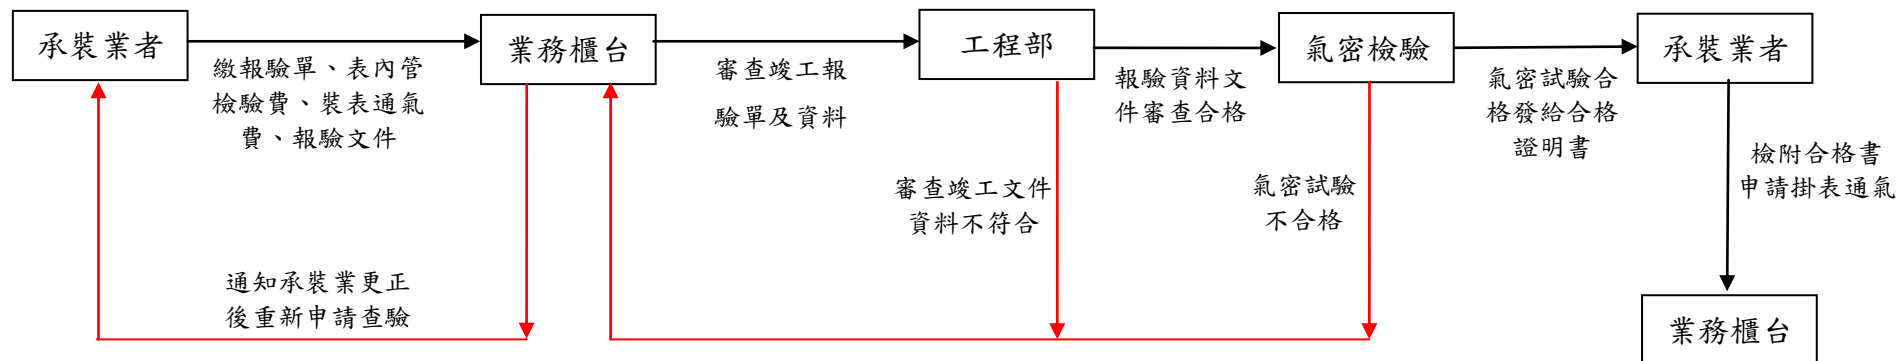 承裝業者
繳報驗單、表內管
檢驗費、裝表通氣
費、報驗文件
業務櫃台
審查竣工報
驗單及資料
工程部
報驗資料文
件審查合格
氣密檢驗
氣密試驗合
格發給合格
證明書
承裝業者
檢附合格書
申請掛表通氣
審查竣工文件
資料不符合
氣密試驗
不合格
通知承裝業更正
後重新申請查驗
業務櫃台